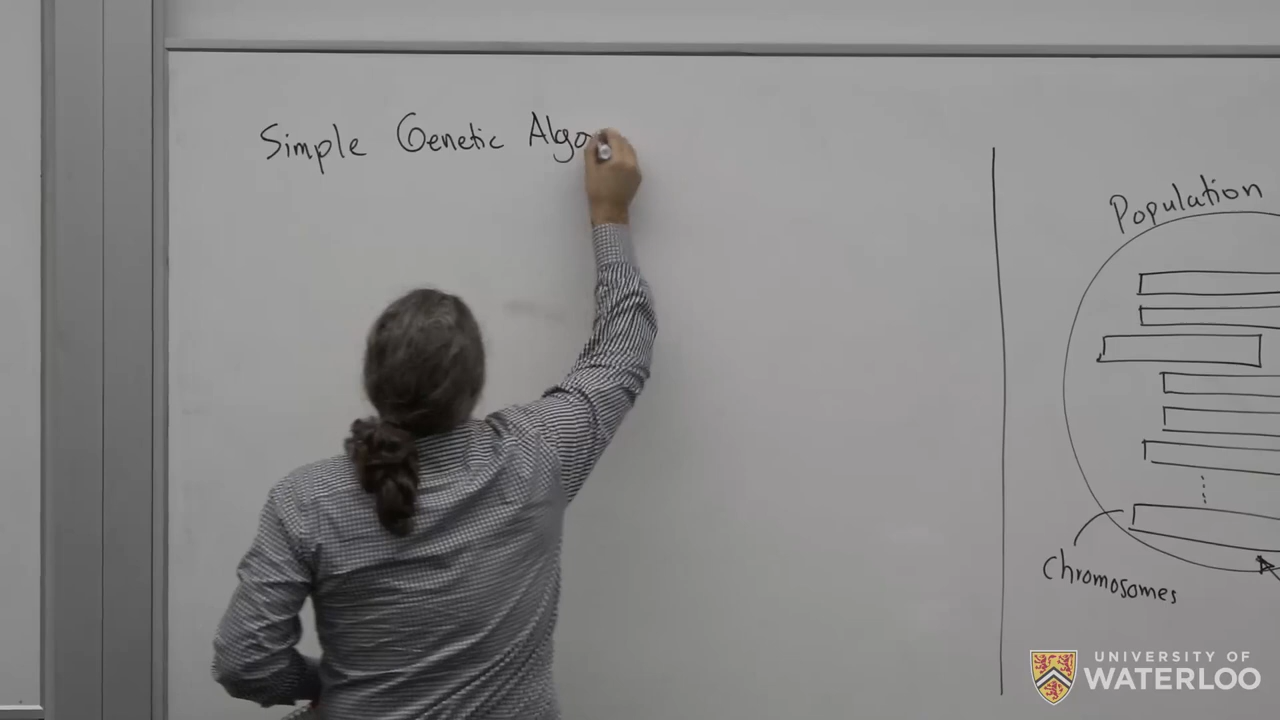 Simple Genetic Algo
Population
Chromosomes
UNIVERSITY OF
WATERLOO